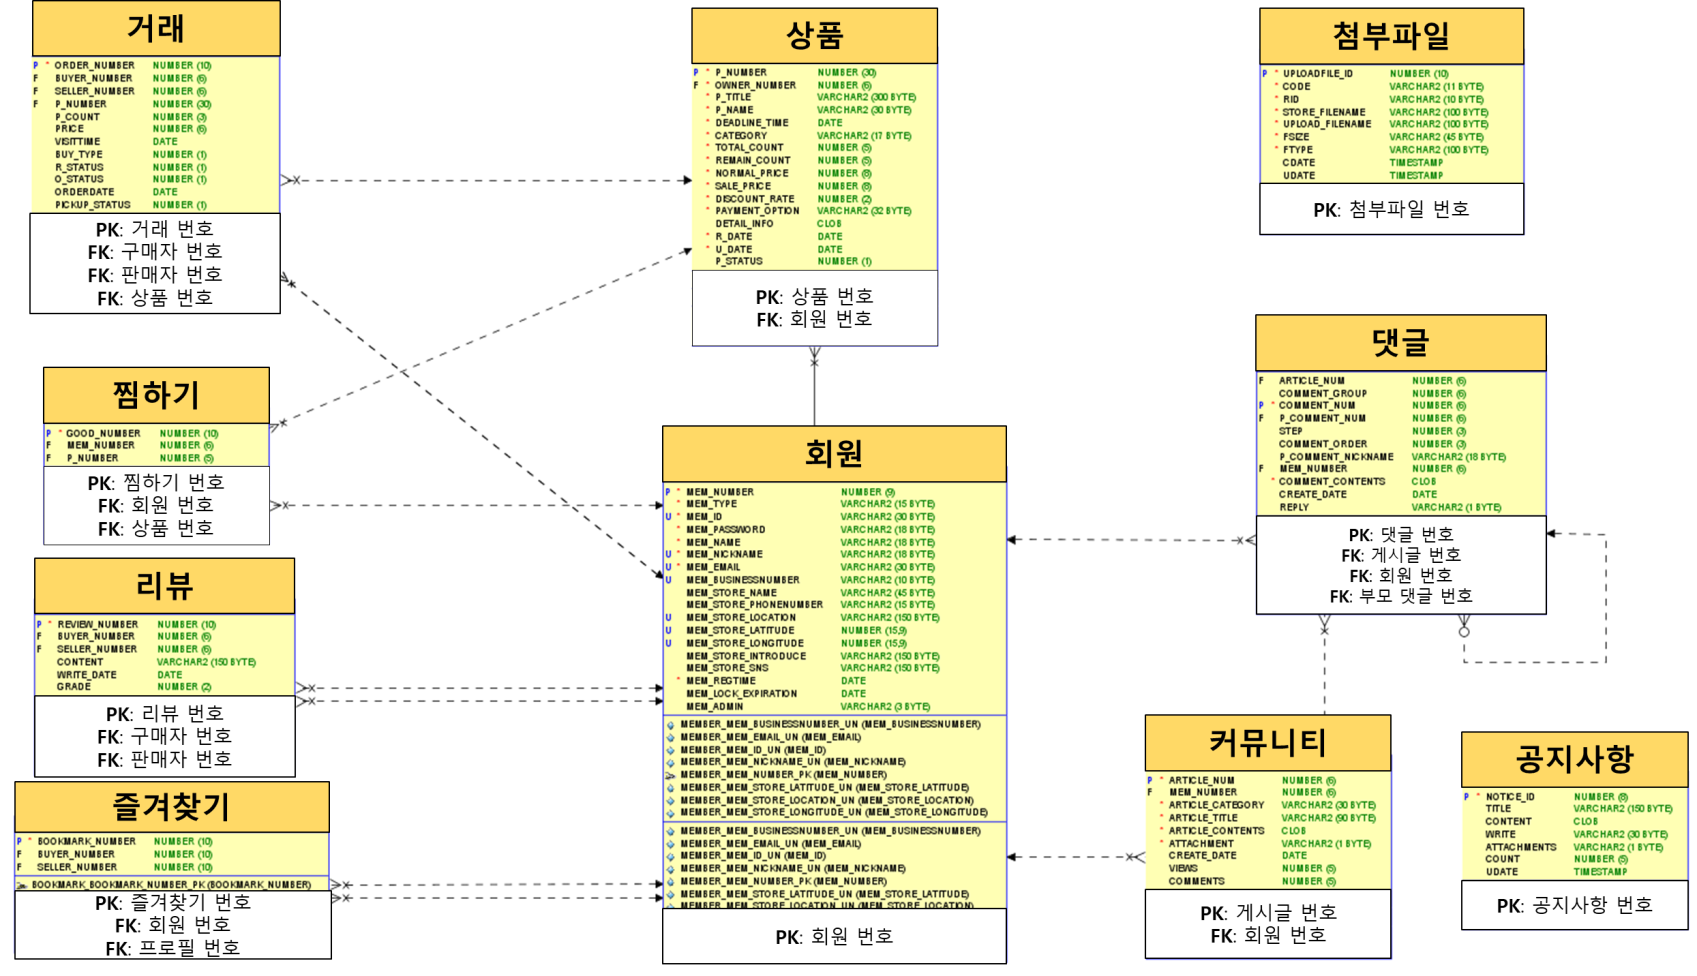 거래
P * ORDER_NUMBER NUMBER (10)
F BUYER_NUMBER NUMBER (6)
F SELLER_NUMBER NUMBER (6)
F P_NUMBER NUMBER (30)
P_COUNT NUMBER (3)
PRICE NUMBER (6)
VISITTIME DATE
BUY_TYPE NUMBER (1)
R_STATUS NUMBER (1)
O_STATUS NUMBER (1)
ORDERDATE DATE
PICKUP_STATUS NUMBER (1)
PK: 거래 번호
FK: 구매자 번호
FK: 판매자 번호
FK: 상품 번호
상품
P * P_NUMBER NUMBER (30)
F * OWNER_NUMBER NUMBER (6)
* P_TITLE VARCHAR2 (300 BYTE)
* P_NAME VARCHAR2 (30 BYTE)
* DEADLINE_TIME DATE
* CATEGORY VARCHAR2 (17 BYTE)
* TOTAL_COUNT NUMBER (5)
* REMAIN_COUNT NUMBER (5)
* NORMAL_PRICE NUMBER (8)
* SALE_PRICE NUMBER (8)
* DISCOUNT_RATE NUMBER (2)
* PAYMENT_OPTION VARCHAR2 (32 BYTE)
DETAIL_INFO CLOB
* R_DATE DATE
* U_DATE DATE
P_STATUS NUMBER (1)
PK: 상품 번호
FK: 회원 번호
첨부파일
P * UPLOADFILE_ID NUMBER (10)
* CODE VARCHAR2 (11 BYTE)
* RID VARCHAR2 (10 BYTE)
* STORE_FILENAME VARCHAR2 (100 BYTE)
* UPLOAD_FILENAME VARCHAR2 (100 BYTE)
* FSIZE VARCHAR2 (45 BYTE)
* FTYPE VARCHAR2 (100 BYTE)
CDATE TIMESTAMP
UDATE TIMESTAMP
PK: 첨부파일 번호
찜하기
P * GOOD_NUMBER NUMBER (10)
F MEM_NUMBER NUMBER (6)
F P_NUMBER NUMBER (5)
PK: 찜하기 번호
FK: 회원 번호
FK: 상품 번호
리뷰
P * REVIEW_NUMBER NUMBER (10)
F BUYER_NUMBER NUMBER (6)
F SELLER_NUMBER NUMBER (6)
CONTENT VARCHAR2 (150 BYTE)
WRITE_DATE DATE
GRADE NUMBER (2)
PK: 리뷰 번호
FK: 구매자 번호
FK: 판매자 번호
즐겨찾기
P * BOOKMARK_NUMBER NUMBER (10)
F BUYER_NUMBER NUMBER (10)
F SELLER_NUMBER NUMBER (10)
BOOKMARK_BOOKMARK_NUMBER_PK (BOOKMARK_NUMBER)
PK: 즐겨찾기 번호
FK: 회원 번호
FK: 프로필 번호
회원
P * MEM_NUMBER NUMBER (9)
* MEM_TYPE VARCHAR2 (15 BYTE)
U * MEM_ID VARCHAR2 (30 BYTE)
* MEM_PASSWORD VARCHAR2 (18 BYTE)
* MEM_NAME VARCHAR2 (18 BYTE)
U * MEM_NICKNAME VARCHAR2 (18 BYTE)
U * MEM_EMAIL VARCHAR2 (30 BYTE)
U MEM_BUSINESSNUMBER VARCHAR2 (10 BYTE)
MEM_STORE_NAME VARCHAR2 (45 BYTE)
MEM_STORE_PHONENUMBER VARCHAR2 (15 BYTE)
U MEM_STORE_LOCATION VARCHAR2 (150 BYTE)
U MEM_STORE_LATITUDE NUMBER (15,9)
U MEM_STORE_LONGITUDE NUMBER (15,9)
MEM_STORE_INTRODUCE VARCHAR2 (150 BYTE)
MEM_STORE_SNS VARCHAR2 (150 BYTE)
* MEM_REGTIME DATE
MEM_LOCK_EXPIRATION DATE
MEM_ADMIN VARCHAR2 (3 BYTE)
MEMBER_MEM_BUSINESSNUMBER_UN (MEM_BUSINESSNUMBER)
MEMBER_MEM_EMAIL_UN (MEM_EMAIL)
MEMBER_MEM_ID_UN (MEM_ID)
MEMBER_MEM_NICKNAME_UN (MEM_NICKNAME)
MEMBER_MEM_NUMBER_PK (MEM_NUMBER)
MEMBER_MEM_STORE_LATITUDE_UN (MEM_STORE_LATITUDE)
MEMBER_MEM_STORE_LOCATION_UN (MEM_STORE_LOCATION)
MEMBER_MEM_STORE_LONGITUDE_UN (MEM_STORE_LONGITUDE)
MEMBER_MEM_BUSINESSNUMBER_UN (MEM_BUSINESSNUMBER)
MEMBER_MEM_EMAIL_UN (MEM_EMAIL)
MEMBER_MEM_ID_UN (MEM_ID)
MEMBER_MEM_NICKNAME_UN (MEM_NICKNAME)
MEMBER_MEM_NUMBER_PK (MEM_NUMBER)
MEMBER_MEM_STORE_LATITUDE_UN (MEM_STORE_LATITUDE)
MEMBER_MEM_STORE_LOCATION_UN (MEM_STORE_LOCATION)
PK: 회원 번호
댓글
F ARTICLE_NUM NUMBER (6)
COMMENT_GROUP NUMBER (6)
P * COMMENT_NUM NUMBER (6)
F P_COMMENT_NUM NUMBER (6)
STEP NUMBER (3)
COMMENT_ORDER NUMBER (3)
P_COMMENT_NICKNAME VARCHAR2 (18 BYTE)
F MEM_NUMBER NUMBER (6)
* COMMENT_CONTENTS CLOB
CREATE_DATE DATE
REPLY VARCHAR2 (1 BYTE)
PK: 댓글 번호
FK: 게시글 번호
FK: 회원 번호
FK: 부모 댓글 번호
커뮤니티
P * ARTICLE_NUM NUMBER (6)
F MEM_NUMBER NUMBER (6)
* ARTICLE_CATEGORY VARCHAR2 (30 BYTE)
* ARTICLE_TITLE VARCHAR2 (90 BYTE)
* ARTICLE_CONTENTS CLOB
* ATTACHMENT VARCHAR2 (1 BYTE)
CREATE_DATE DATE
VIEWS NUMBER (5)
COMMENTS NUMBER (5)
PK: 게시글 번호
FK: 회원 번호
공지사항
P * NOTICE_ID NUMBER (8)
TITLE VARCHAR2 (150 BYTE)
CONTENT CLOB
WRITE VARCHAR2 (30 BYTE)
ATTACHMENTS VARCHAR2 (1 BYTE)
COUNT NUMBER (5)
UDATE TIMESTAMP
PK: 공지사항 번호